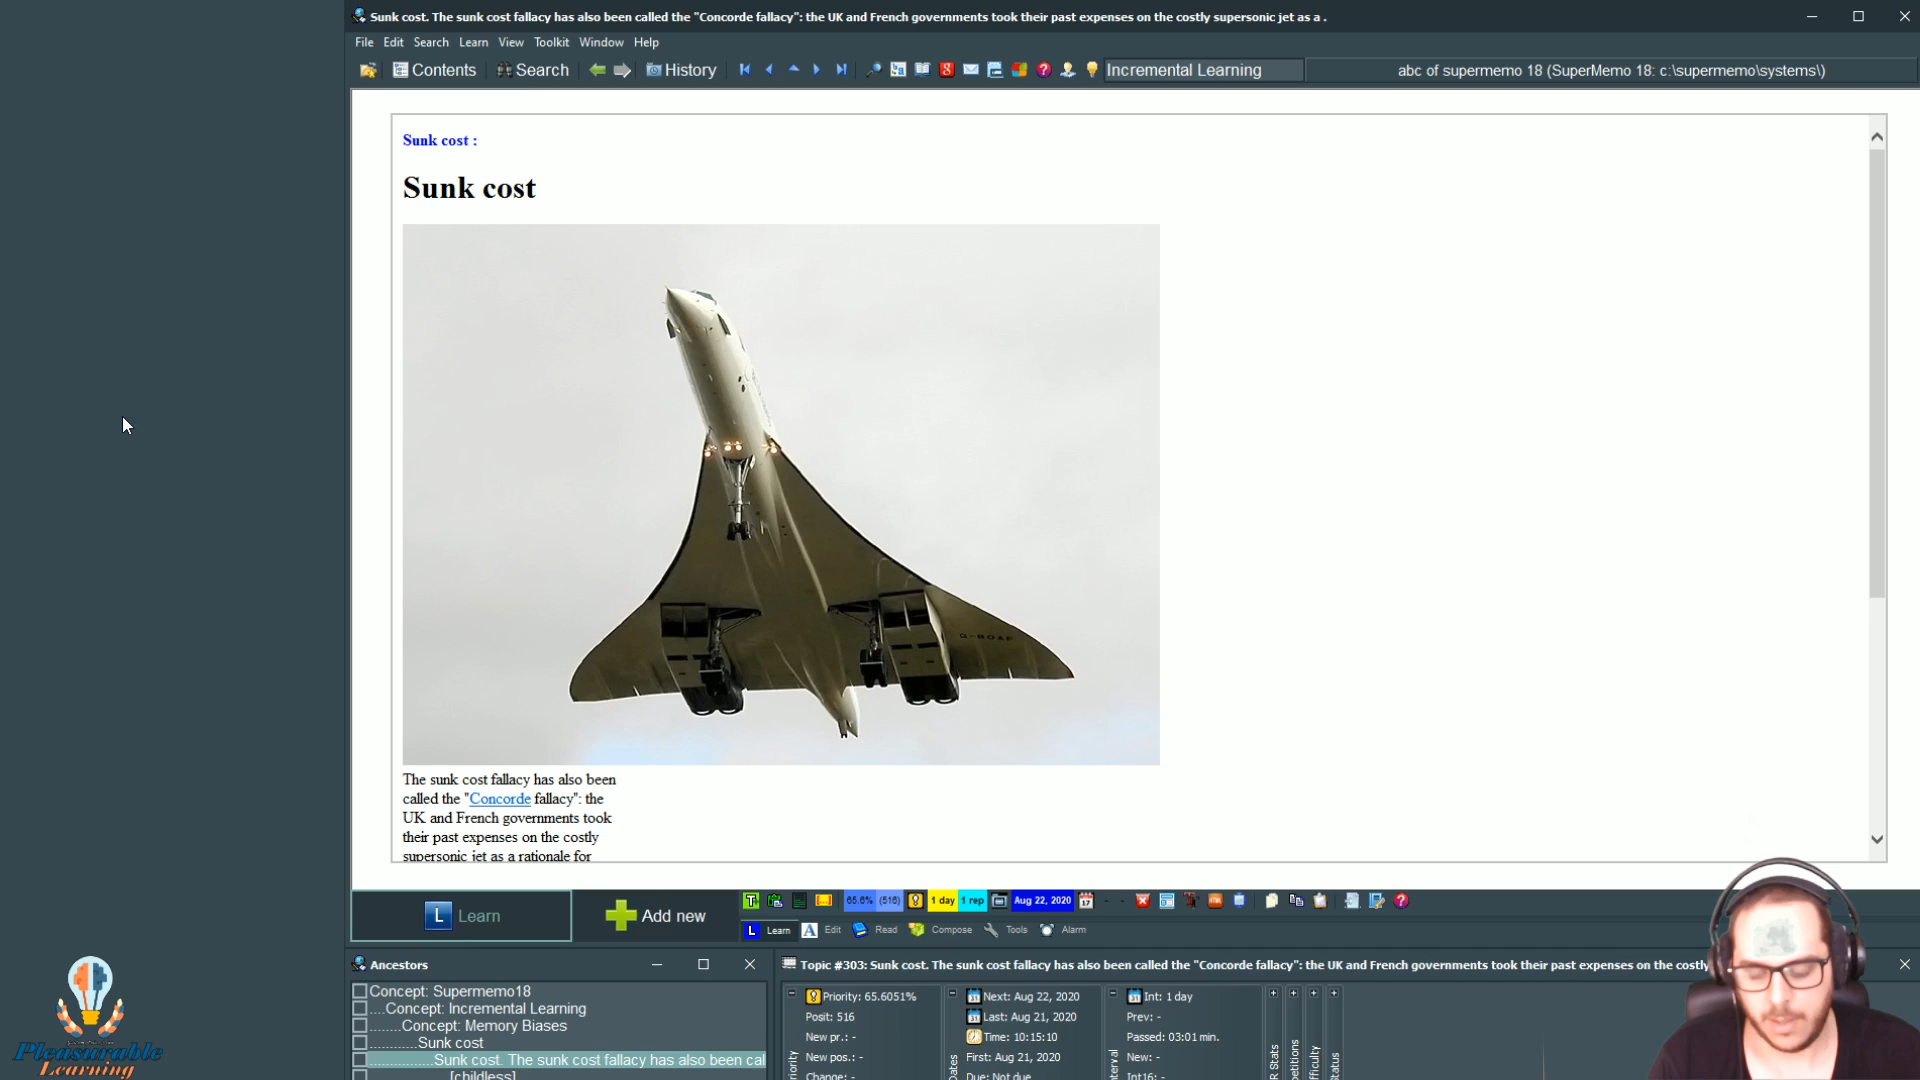 Sunk cost. The sunk cost fallacy has also been called the "Concorde fallacy": the UK and French governments took their past expenses on the costly supersonic jet as a .
File Edit Search Learn View Toolkit Window Help
Contents Search History Incremental Learning abc of supermemo 18 (SuperMemo 18: c:\supermemo\systems\)
Sunk cost :
Sunk cost
G-BOAF
The sunk cost fallacy has also been
called the "Concorde fallacy": the
UK and French governments took
their past expenses on the costly
supersonic jet as a rationale for
L Learn Add new
65.6% (516) 1 day 1 rep Aug 22, 2020
L Learn A Edit Read Compose Tools Alarm
Ancestors
Concept: Supermemo18
....Concept: Incremental Learning
........Concept: Memory Biases
............Sunk cost
................Sunk cost. The sunk cost fallacy has also been cal
[childless]
Topic #303: Sunk cost. The sunk cost fallacy has also been called the "Concorde fallacy": the UK and French governments took their past expenses on the costly
Priority: 65.6051%
Posit: 516
New pr.: -
New pos.: -
Change: -
Next: Aug 22, 2020
Last: Aug 21, 2020
Time: 10:15:10
First: Aug 21, 2020
Due: Not due
Dates
Int: 1 day
Prev: -
Passed: 03:01 min.
New: -
Int16: -
Pleasurable
Learning